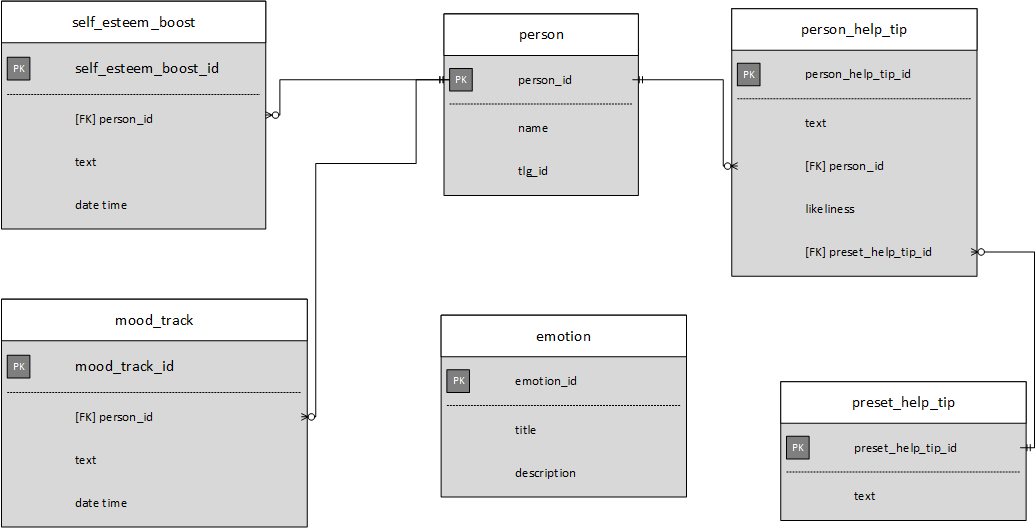 self_esteem_boost
PK self_esteem_boost_id
[FK] person_id
text
date time
person
PK person_id
name
tlg_id
person_help_tip
PK person_help_tip_id
text
[FK] person_id
likeliness
[FK] preset_help_tip_id
mood_track
PK mood_track_id
[FK] person_id
text
date time
emotion
PK emotion_id
title
description
preset_help_tip
PK preset_help_tip_id
text